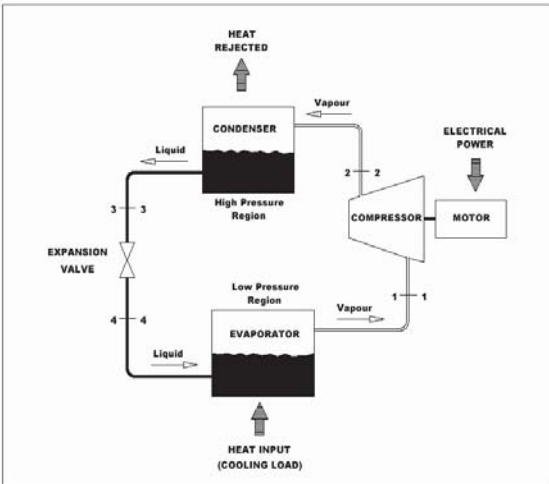 HEAT
REJECTED
Vapour
CONDENSER
ELECTRICAL
POWER
Liquid
2 2
High Pressure
Region
COMPRESSOR
MOTOR
3 3
EXPANSION
VALVE
Low Pressure
Region
Vapour
1 1
4 4
EVAPORATOR
Liquid
HEAT INPUT
(COOLING LOAD)